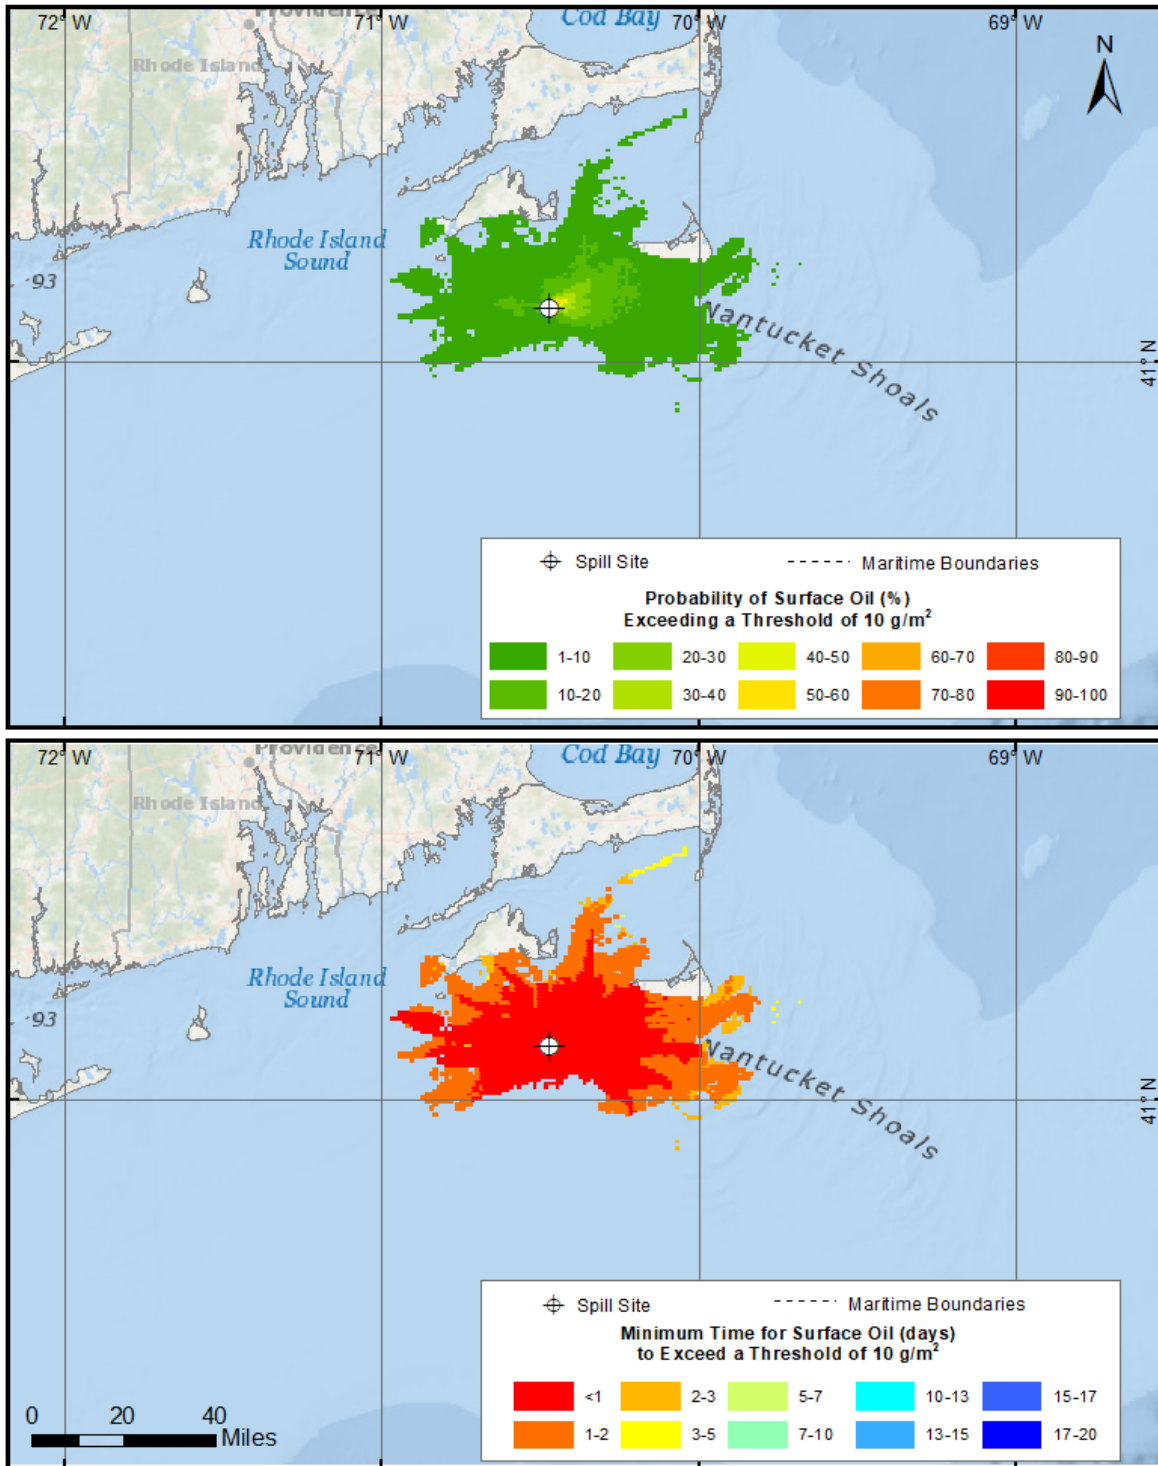 72° W
Providence
71° W
Cod Bay
70° W
69° W
N
Rhode Island
Rhode Island
Sound
93
Nantucket Shoals
41° N
Spill Site
Maritime Boundaries
Probability of Surface Oil (%)
Exceeding a Threshold of 10 g/m²
1-10
20-30
40-50
60-70
80-90
10-20
30-40
50-60
70-80
90-100
72° W
Providence
71° W
Cod Bay
70° W
69° W
Rhode Island
Rhode Island
Sound
93
Nantucket Shoals
41° N
Spill Site
Maritime Boundaries
Minimum Time for Surface Oil (days)
to Exceed a Threshold of 10 g/m²
<1
2-3
5-7
10-13
15-17
1-2
3-5
7-10
13-15
17-20
0 20 40
Miles